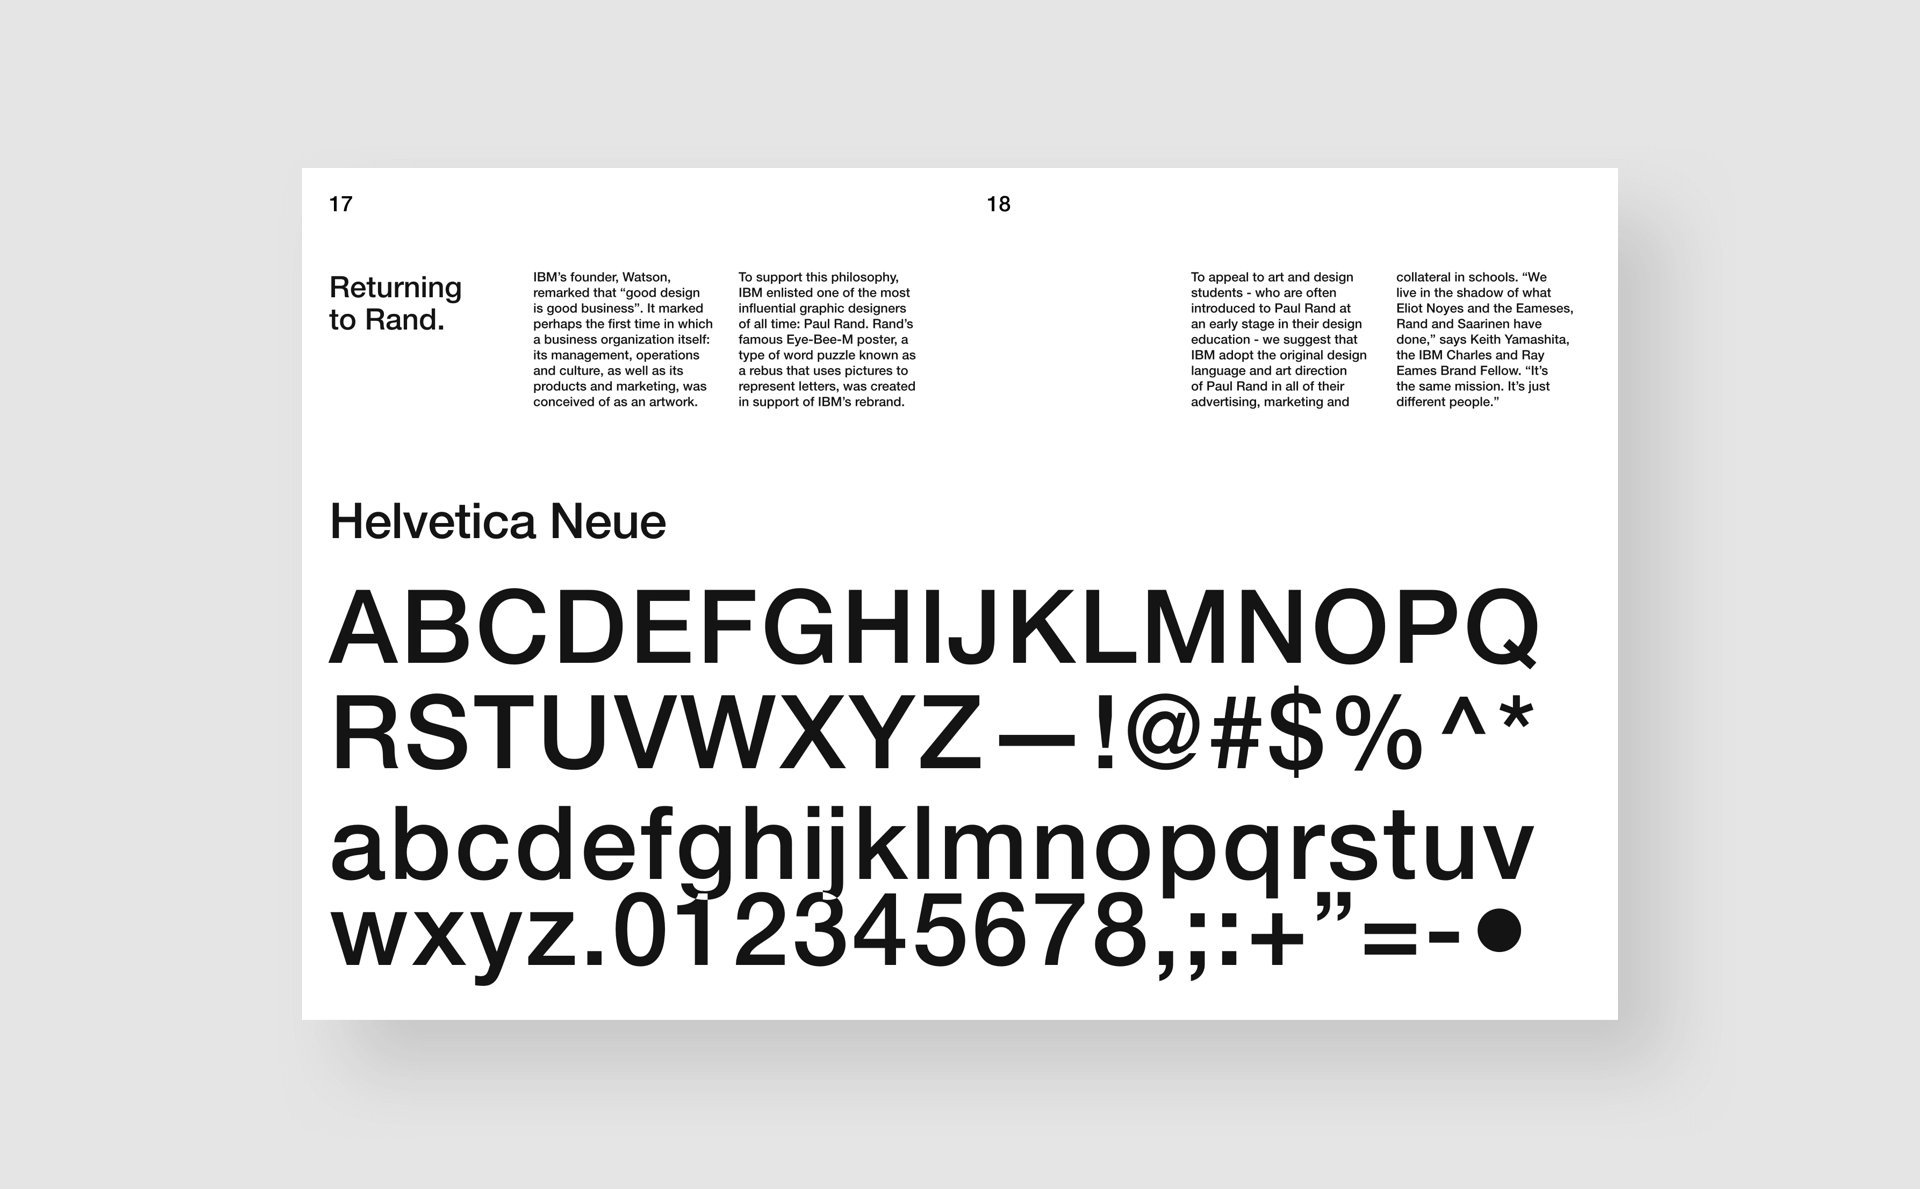 17
18
Returning
to Rand.
IBM’s founder, Watson,
remarked that “good design
is good business”. It marked
perhaps the first time in which
a business organization itself:
its management, operations
and culture, as well as its
products and marketing, was
conceived of as an artwork.
To support this philosophy,
IBM enlisted one of the most
influential graphic designers
of all time: Paul Rand. Rand’s
famous Eye-Bee-M poster, a
type of word puzzle known as
a rebus that uses pictures to
represent letters, was created
in support of IBM’s rebrand.
To appeal to art and design
students - who are often
introduced to Paul Rand at
an early stage in their design
education - we suggest that
IBM adopt the original design
language and art direction
of Paul Rand in all of their
advertising, marketing and
collateral in schools. “We
live in the shadow of what
Eliot Noyes and the Eameses,
Rand and Saarinen have
done,” says Keith Yamashita,
the IBM Charles and Ray
Eames Brand Fellow. “It’s
the same mission. It’s just
different people.”
Helvetica Neue
ABCDEFGHIJKLMNOPQ
RSTUVWXYZ—!@#$%^*
abcdefghijklmnopqrstuv
wxyz.012345678,;:+”=-●